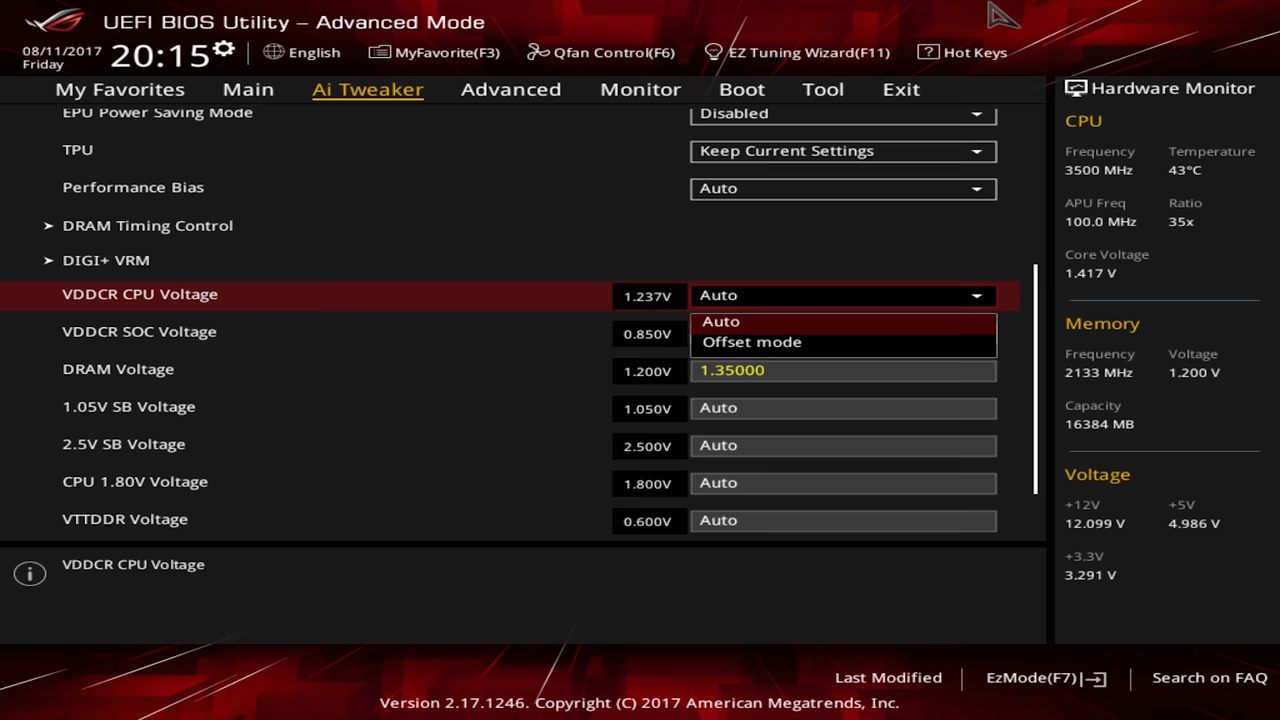 UEFI BIOS Utility – Advanced Mode
08/11/2017
Friday
20:15
English
MyFavorite(F3)
Qfan Control(F6)
EZ Tuning Wizard(F11)
? Hot Keys
My Favorites Main Ai Tweaker Advanced Monitor Boot Tool Exit
EPU Power Saving Mode Disabled
TPU Keep Current Settings
Performance Bias Auto
DRAM Timing Control
DIGI+ VRM
VDDCR CPU Voltage 1.237V Auto
Auto
VDDCR SOC Voltage 0.850V
Offset mode
DRAM Voltage 1.200V 1.35000
1.05V SB Voltage 1.050V Auto
2.5V SB Voltage 2.500V Auto
CPU 1.80V Voltage 1.800V Auto
VTTDDR Voltage 0.600V Auto
i VDDCR CPU Voltage
Hardware Monitor
CPU
Frequency Temperature
3500 MHz 43°C
APU Freq Ratio
100.0 MHz 35x
Core Voltage
1.417 V
Memory
Frequency Voltage
2133 MHz 1.200 V
Capacity
16384 MB
Voltage
+12V +5V
12.099 V 4.986 V
+3.3V
3.291 V
Last Modified EzMode(F7) Search on FAQ
Version 2.17.1246. Copyright (C) 2017 American Megatrends, Inc.